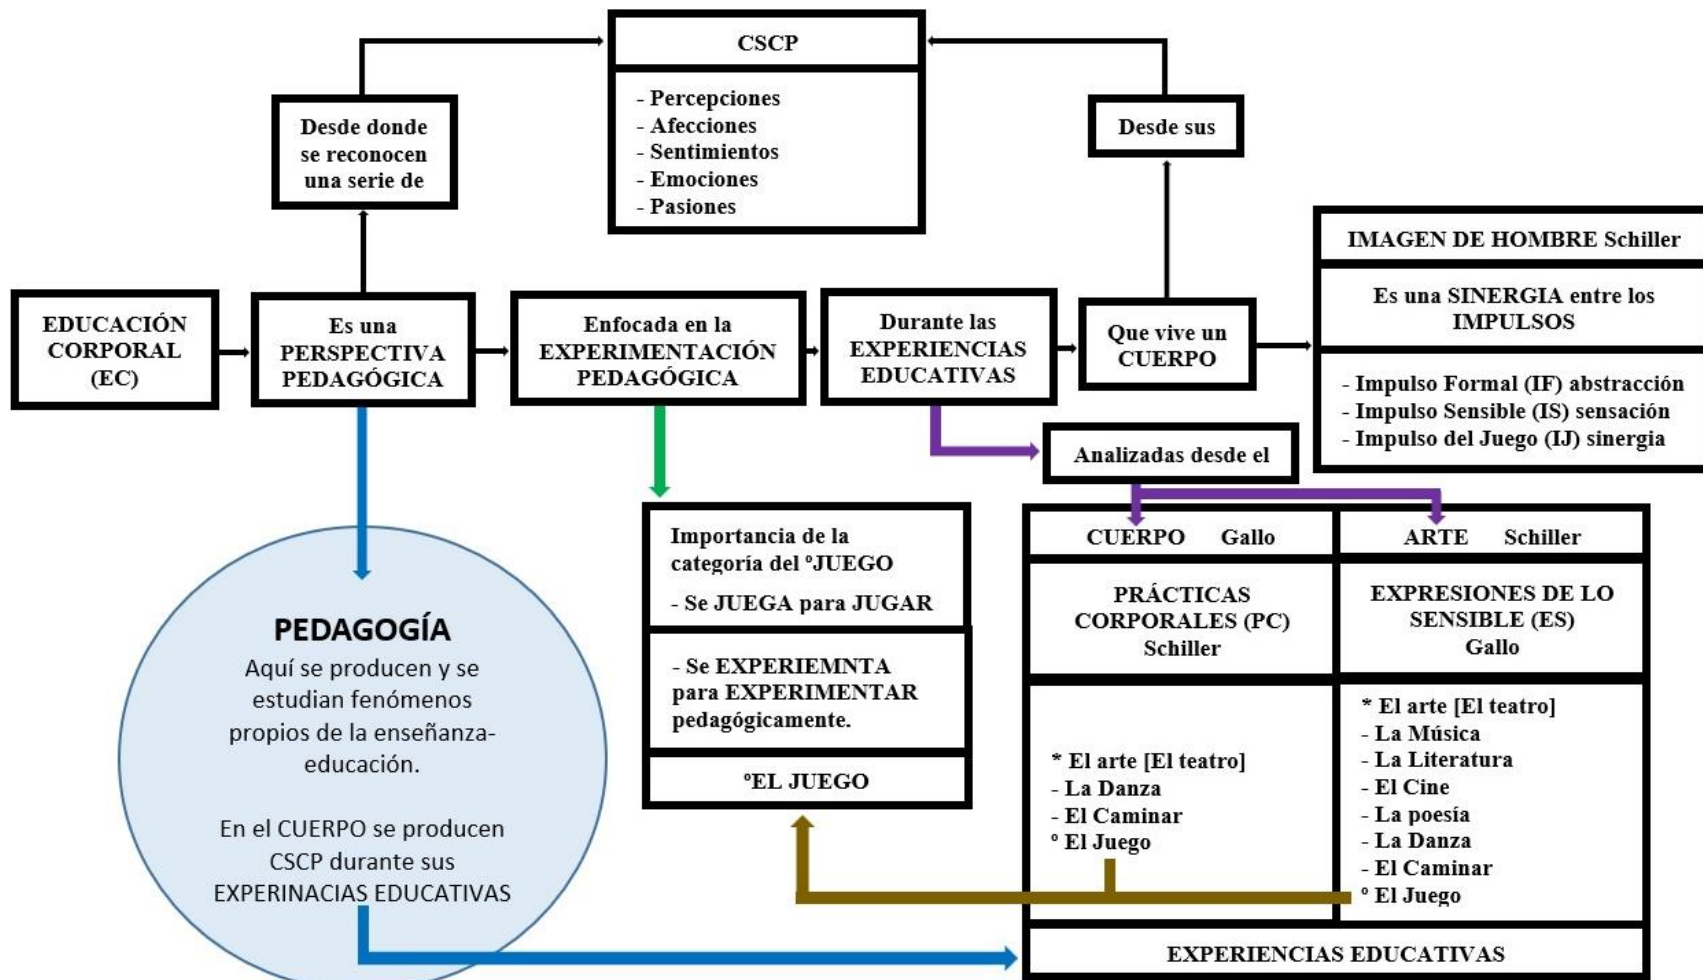 CSCP
- Percepciones
- Afecciones
- Sentimientos
- Emociones
- Pasiones
Desde donde
se reconocen
una serie de
Desde sus
EDUCACIÓN
CORPORAL
(EC)
Es una
PERSPECTIVA
PEDAGÓGICA
Enfocada en la
EXPERIMENTACIÓN
PEDAGÓGICA
Durante las
EXPERIENCIAS
EDUCATIVAS
Que vive un
CUERPO
IMAGEN DE HOMBRE Schiller
Es una SINERGIA entre los
IMPULSOS
- Impulso Formal (IF) abstracción
- Impulso Sensible (IS) sensación
- Impulso del Juego (IJ) sinergia
Analizadas desde el
PEDAGOGÍA
Aquí se producen y se
estudian fenómenos
propios de la enseñanza-
educación.
En el CUERPO se producen
CSCP durante sus
EXPERINACIAS EDUCATIVAS
Importancia de la
categoría del ºJUEGO
- Se JUEGA para JUGAR
- Se EXPERIEMNTA
para EXPERIMENTAR
pedagógicamente.
ºEL JUEGO
CUERPO Gallo
PRÁCTICAS
CORPORALES (PC)
Schiller
* El arte [El teatro]
- La Danza
- El Caminar
º El Juego
ARTE Schiller
EXPRESIONES DE LO
SENSIBLE (ES)
Gallo
* El arte [El teatro]
- La Música
- La Literatura
- El Cine
- La poesía
- La Danza
- El Caminar
º El Juego
EXPERIENCIAS EDUCATIVAS